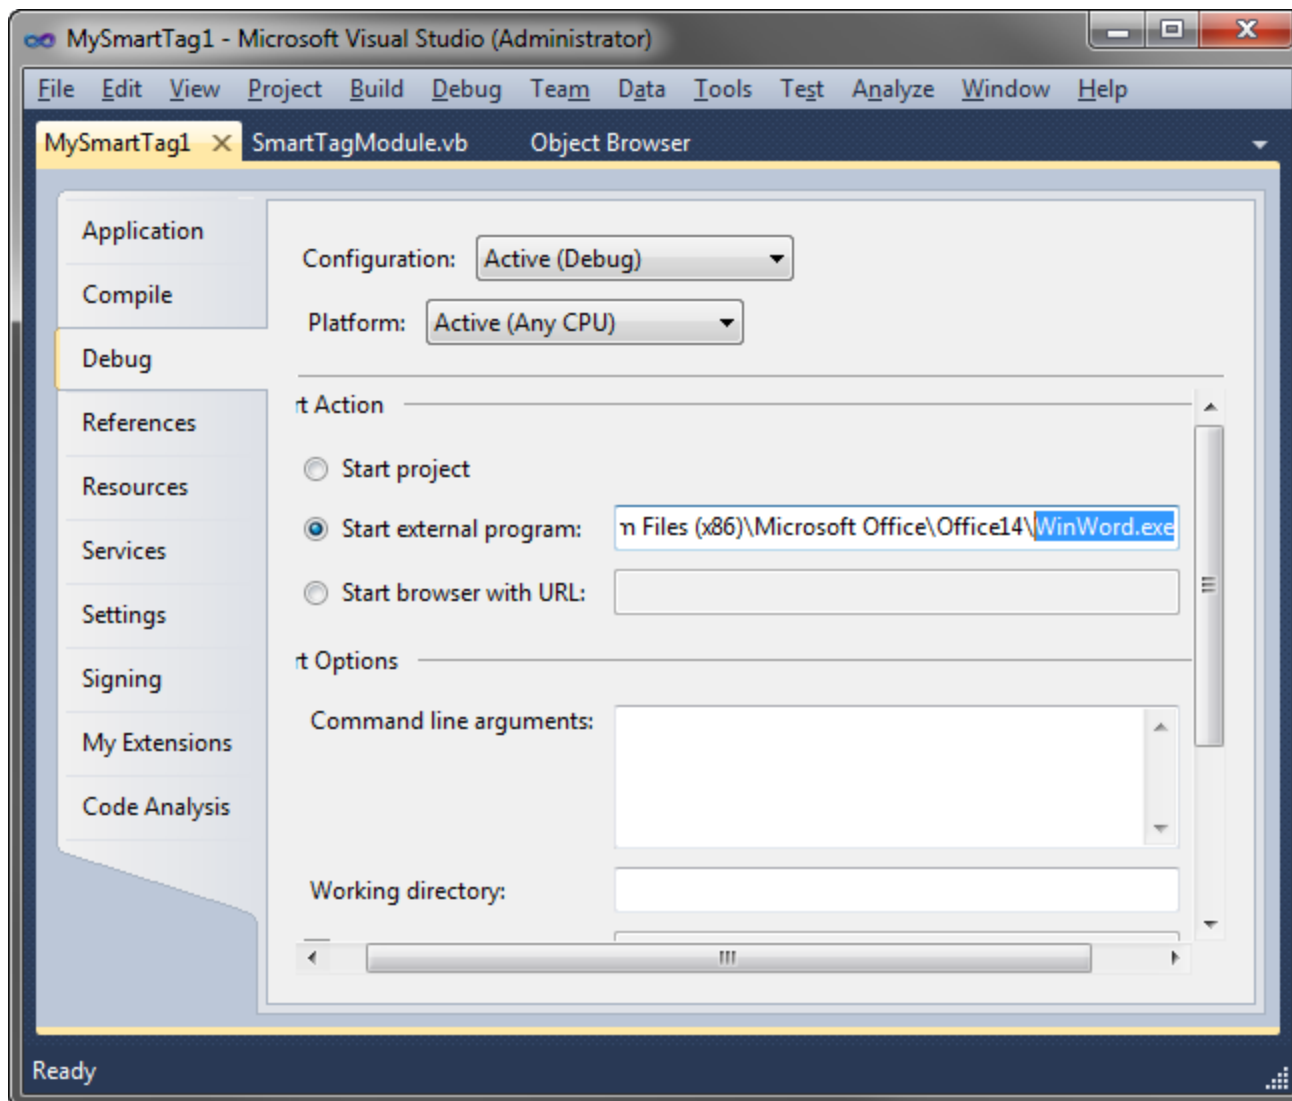 MySmartTag1 - Microsoft Visual Studio (Administrator)
File Edit View Project Build Debug Team Data Tools Test Analyze Window Help
MySmartTag1 SmartTagModule.vb Object Browser
Application
Compile
Debug
References
Resources
Services
Settings
Signing
My Extensions
Code Analysis
Configuration: Active (Debug)
Platform: Active (Any CPU)
rt Action
Start project
Start external program: m Files (x86)\Microsoft Office\Office14\WinWord.exe
Start browser with URL:
rt Options
Command line arguments:
Working directory:
Ready